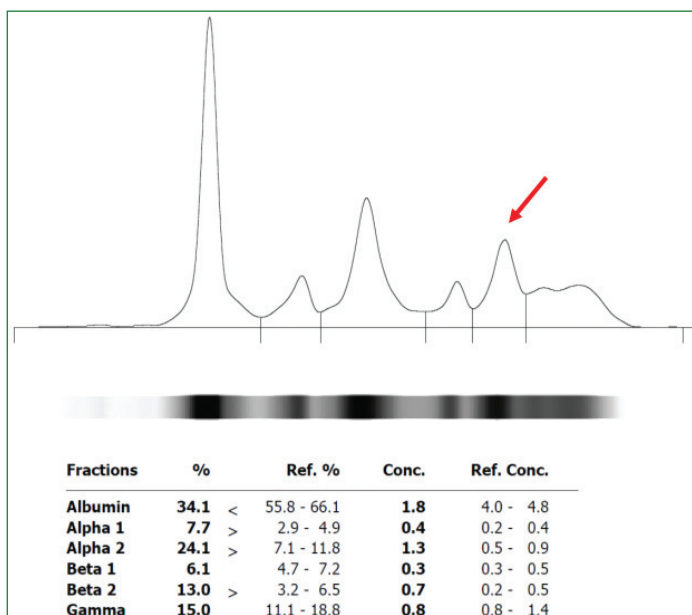 Fractions % Ref. % Conc. Ref. Conc.
Albumin 34.1 < 55.8 - 66.1 1.8 4.0 - 4.8
Alpha 1 7.7 > 2.9 - 4.9 0.4 0.2 - 0.4
Alpha 2 24.1 > 7.1 - 11.8 1.3 0.5 - 0.9
Beta 1 6.1 4.7 - 7.2 0.3 0.3 - 0.5
Beta 2 13.0 > 3.2 - 6.5 0.7 0.2 - 0.5
Gamma 15.0 11.1 - 18.8 0.8 0.8 - 1.4